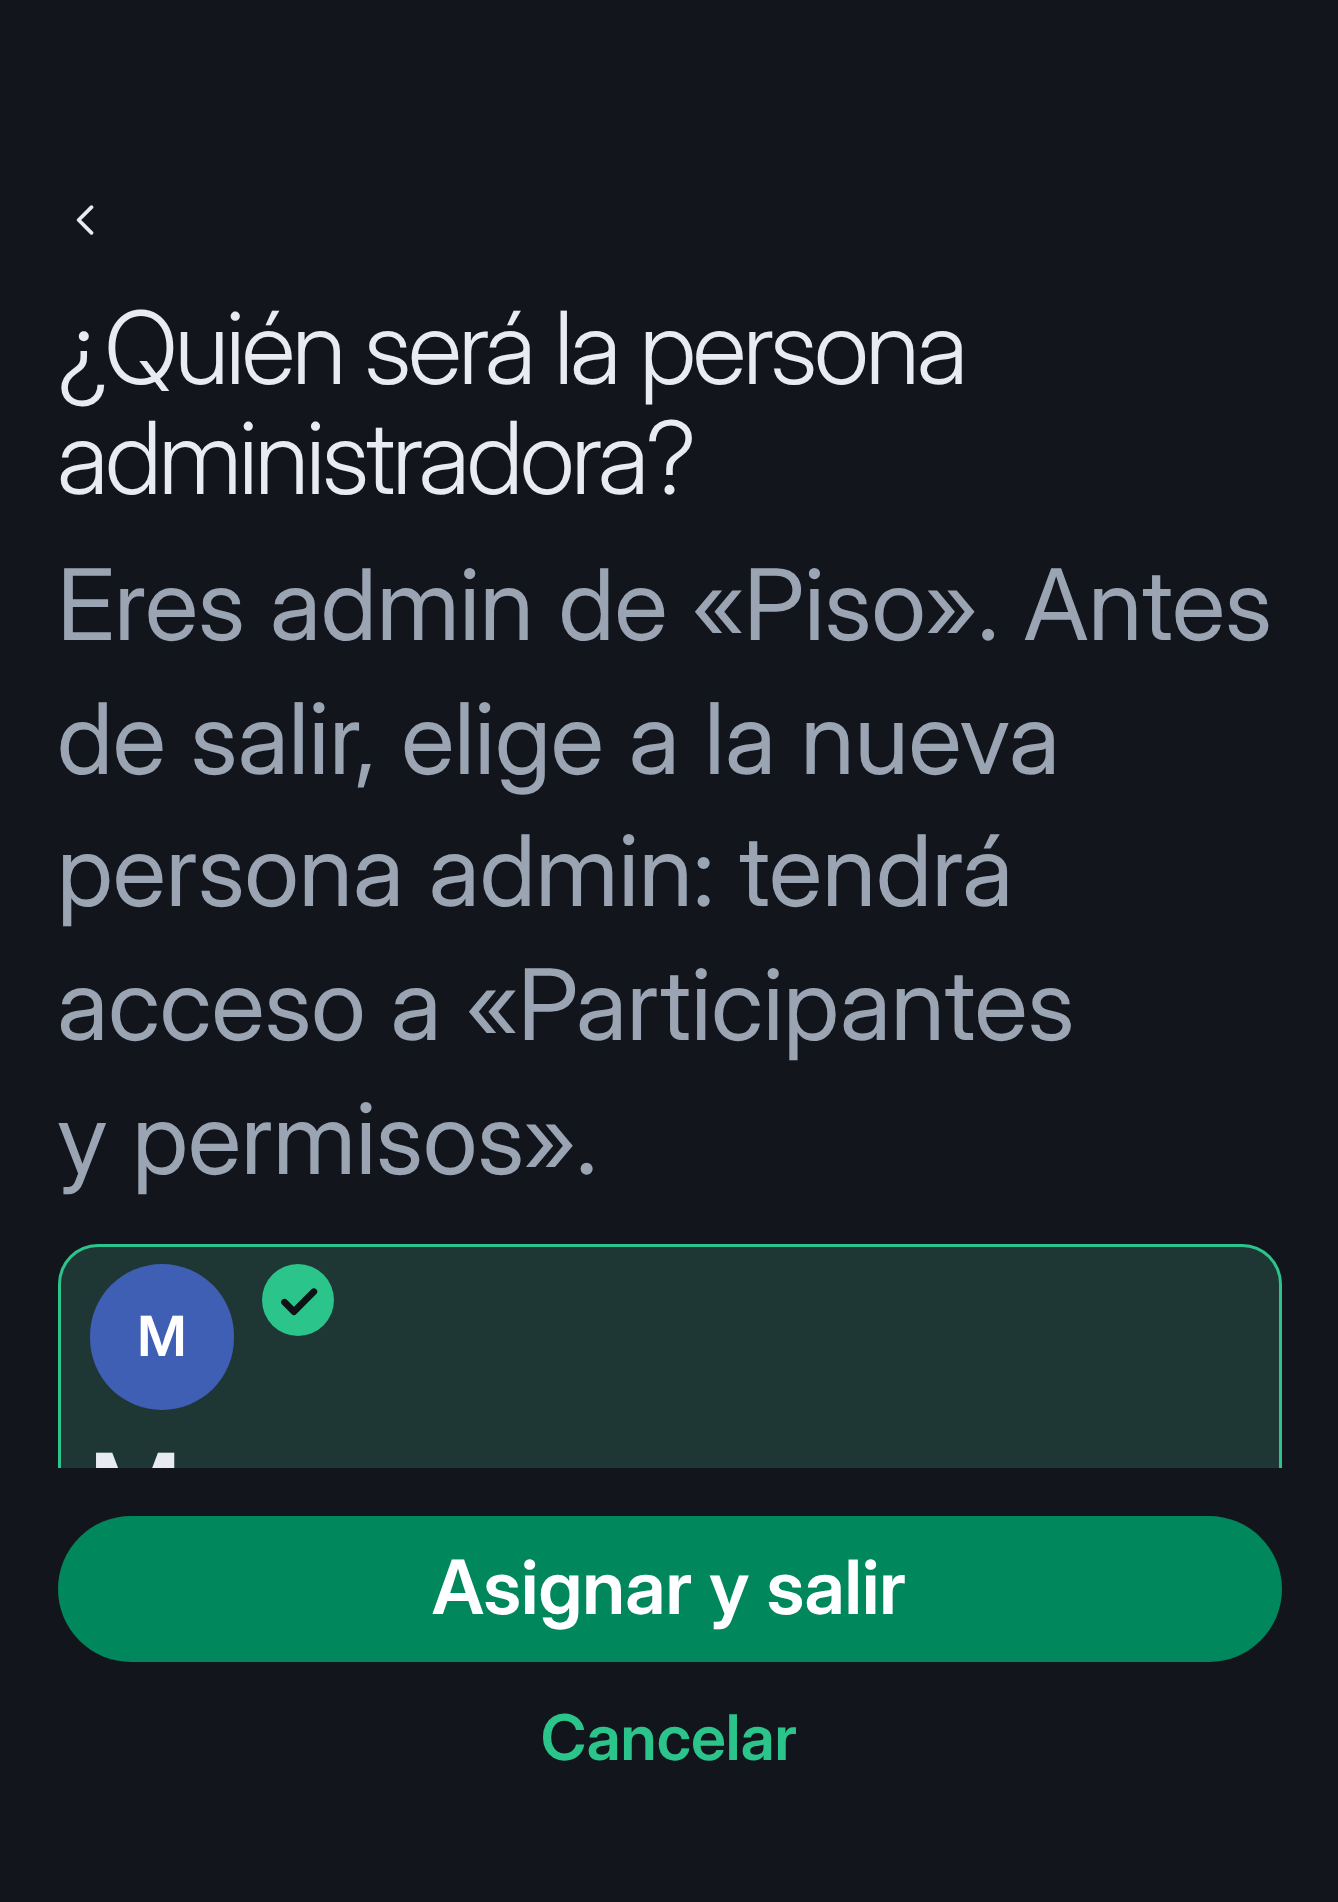 ¿Quién será la persona
administradora?
Eres admin de «Piso». Antes
de salir, elige a la nueva
persona admin: tendrá
acceso a «Participantes
y permisos».
M
Asignar y salir
Cancelar